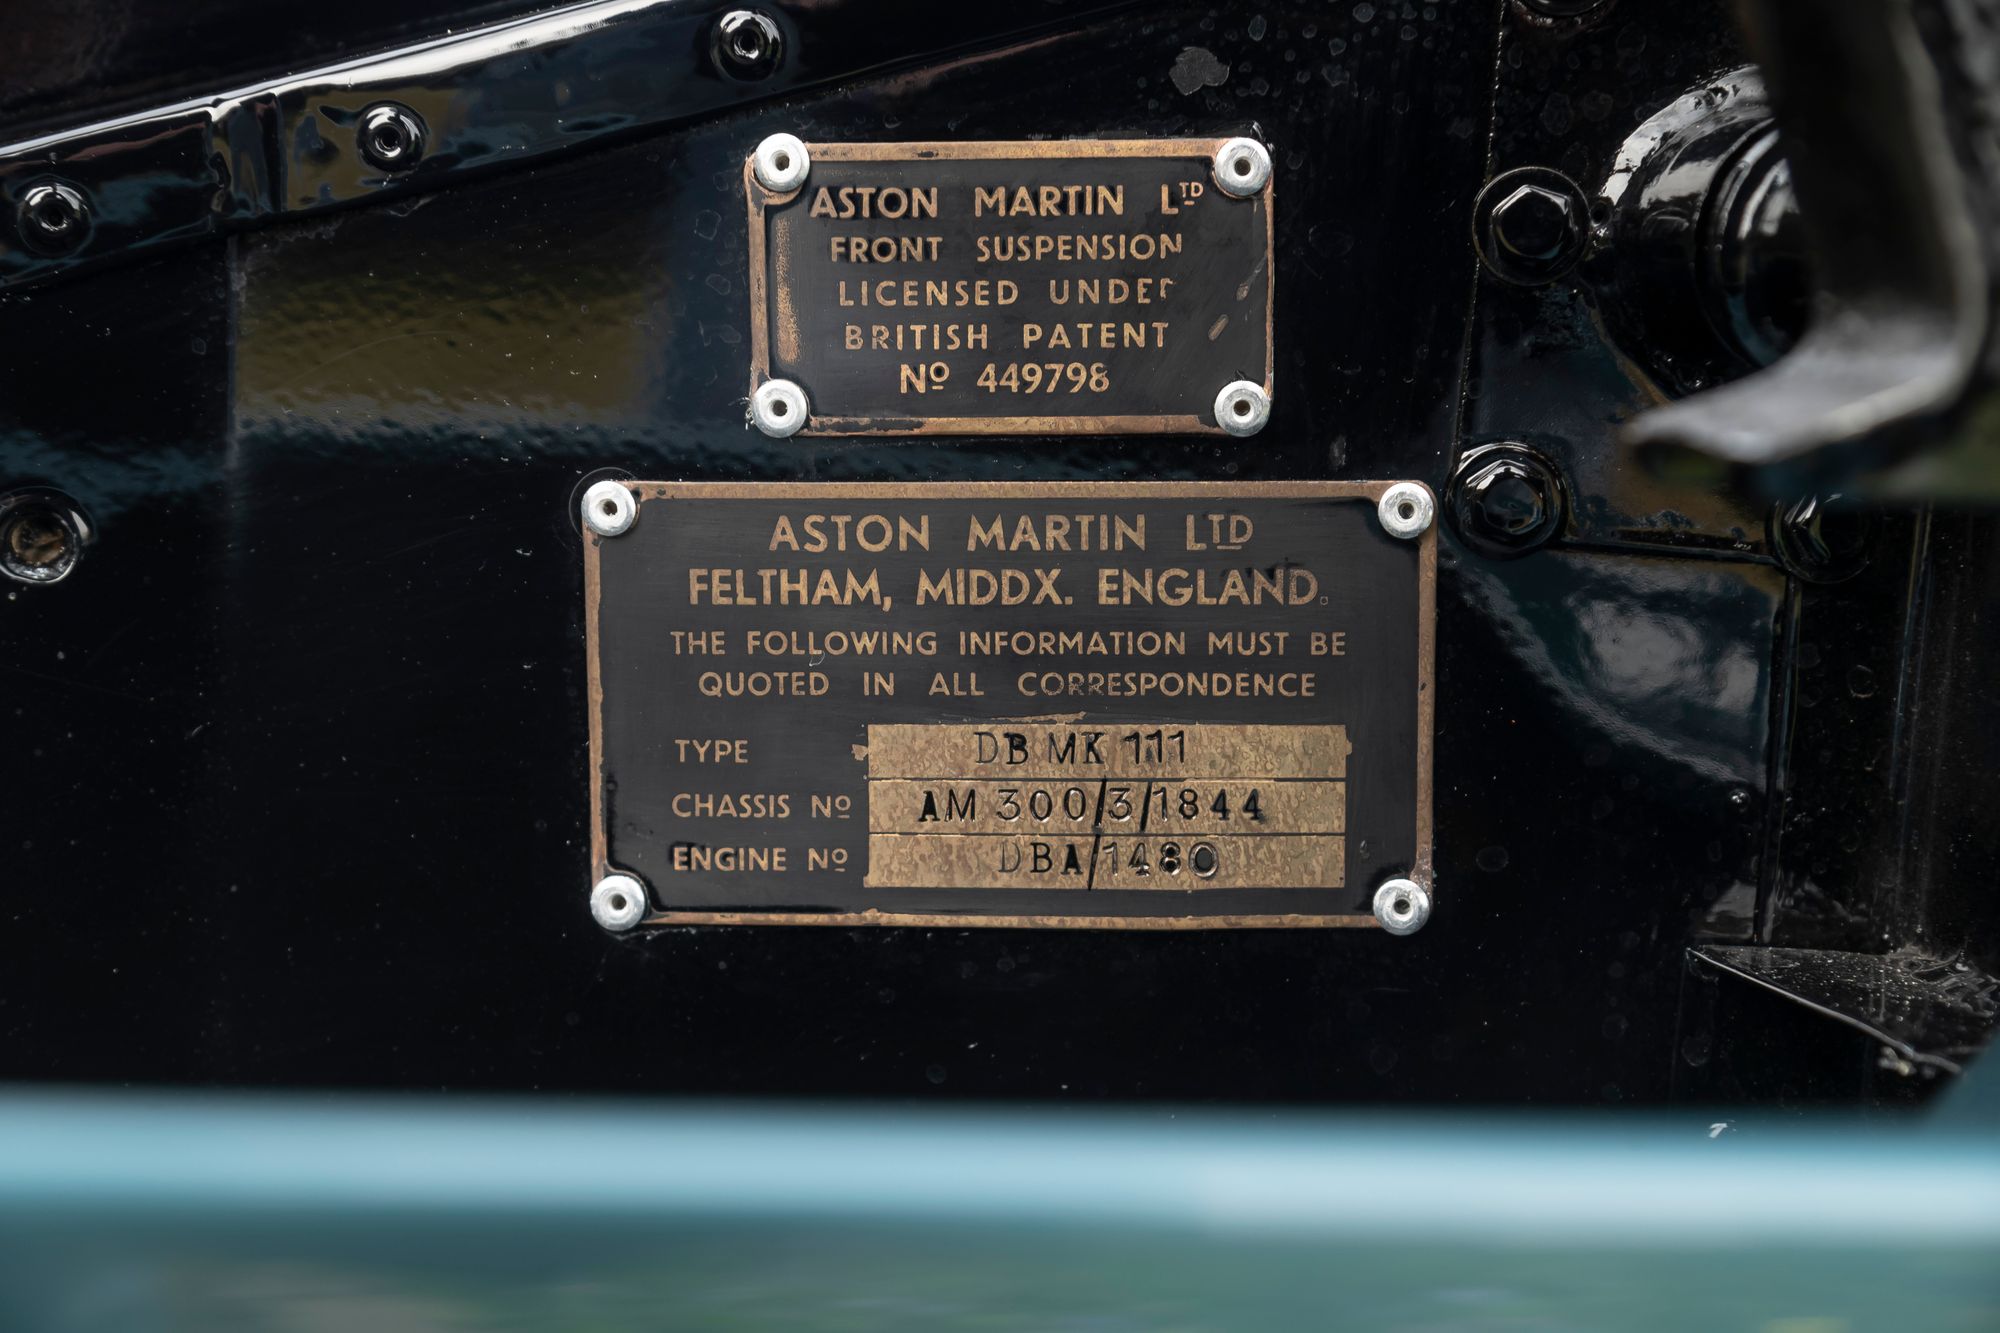 ASTON MARTIN LTD
FRONT SUSPENSION
LICENSED UNDER
BRITISH PATENT
Nº 449798
ASTON MARTIN LTD
FELTHAM, MIDDX. ENGLAND.
THE FOLLOWING INFORMATION MUST BE
QUOTED IN ALL CORRESPONDENCE
TYPE DB MK 111
CHASSIS Nº AM 300/3/1844
ENGINE Nº DBA/1480